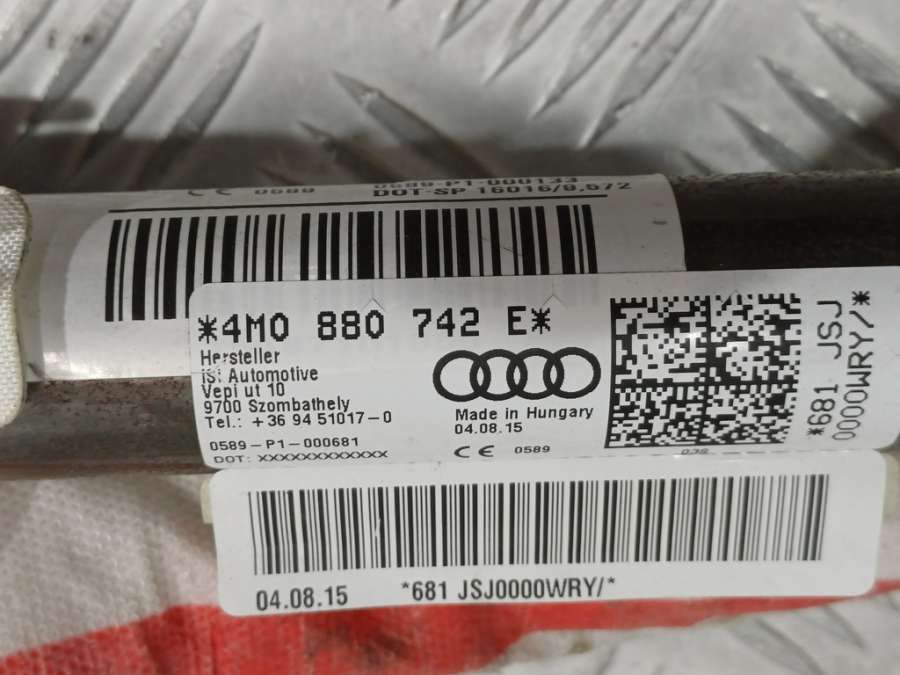 CE 0589
0589-P1-000133
DOT-SP 16016/9,672
*4M0 880 742 E*
Hersteller
iSi Automotive
Vepi ut 10
9700 Szombathely
Tel.: +36 94 51017-0
0589-P1-000681
DOT: XXXXXXXXXXXX
Made in Hungary
04.08.15
CE 0589
*681 JSJ
0000WRY/*
04.08.15 *681 JSJ0000WRY/*